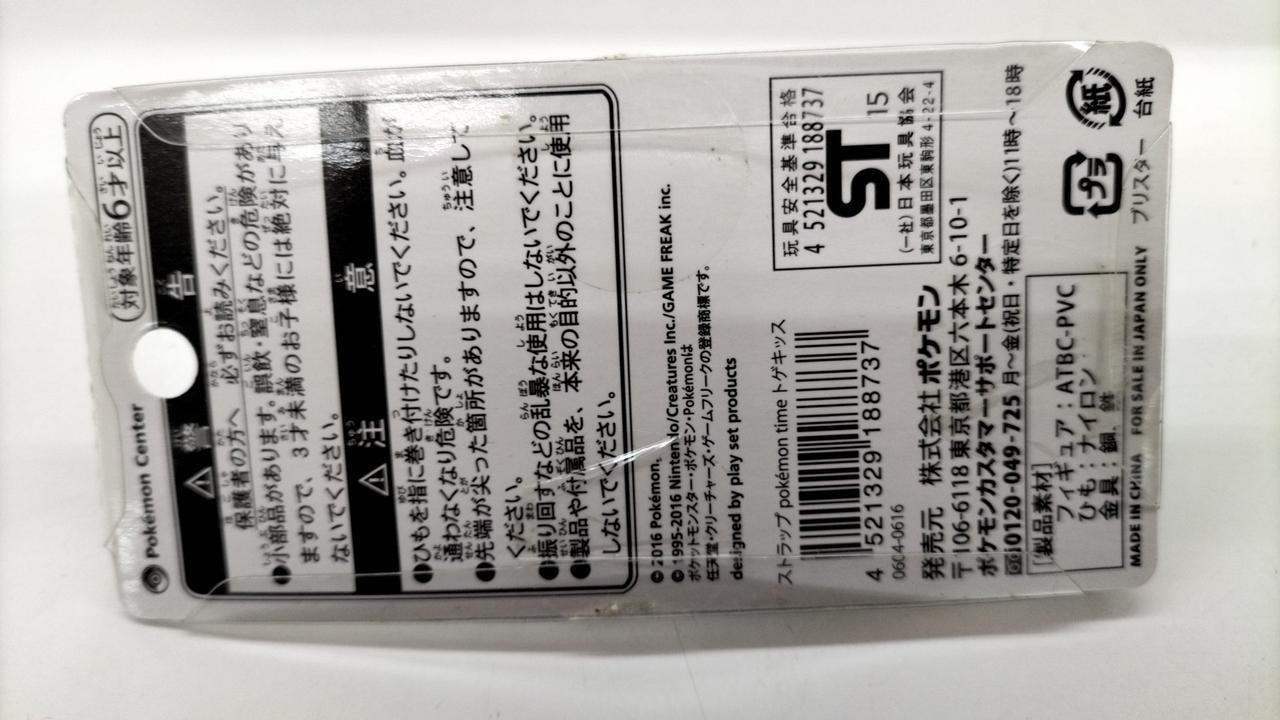 Pokémon Center
対象年齢6才以上
警告
保護者の方へ 必ずお読みください。
●小部品があります。誤飲・窒息などの危険があり
ますので、3才未満のお子様には絶対に与え
ないでください。
注意
●ひもを指に巻き付けたりしないでください。血が
通わなくなり危険です。
●先端が尖った箇所がありますので、注意して
ください。
●振り回すなどの乱暴な使用はしないでください。
●製品や付属品を、本来の目的以外のことに使用
しないでください。
©2016 Pokémon.
©1995-2016 Nintendo/Creatures Inc./GAME FREAK inc.
ポケットモンスター・ポケモン・Pokémonは
任天堂・クリーチャーズ・ゲームフリークの登録商標です。
designed by play set products
ストラップ pokémon time トゲキッス
4 521329 188737
0604-0616
玩具安全基準合格
4 521329 188737
ST 15
(一社)日本玩具協会
東京都墨田区東駒形4-22-4
発売元 株式会社ポケモン
〒106-6118 東京都港区六本木 6-10-1
ポケモンカスタマーサポートセンター
0120-049-725 月〜金(祝日・特定日を除く)11時〜18時
[製品素材]
フィギュア:ATBC-PVC
ひも:ナイロン
金具:銅、鉄
プラ
ブリスター
紙
台紙
MADE IN CHINA FOR SALE IN JAPAN ONLY